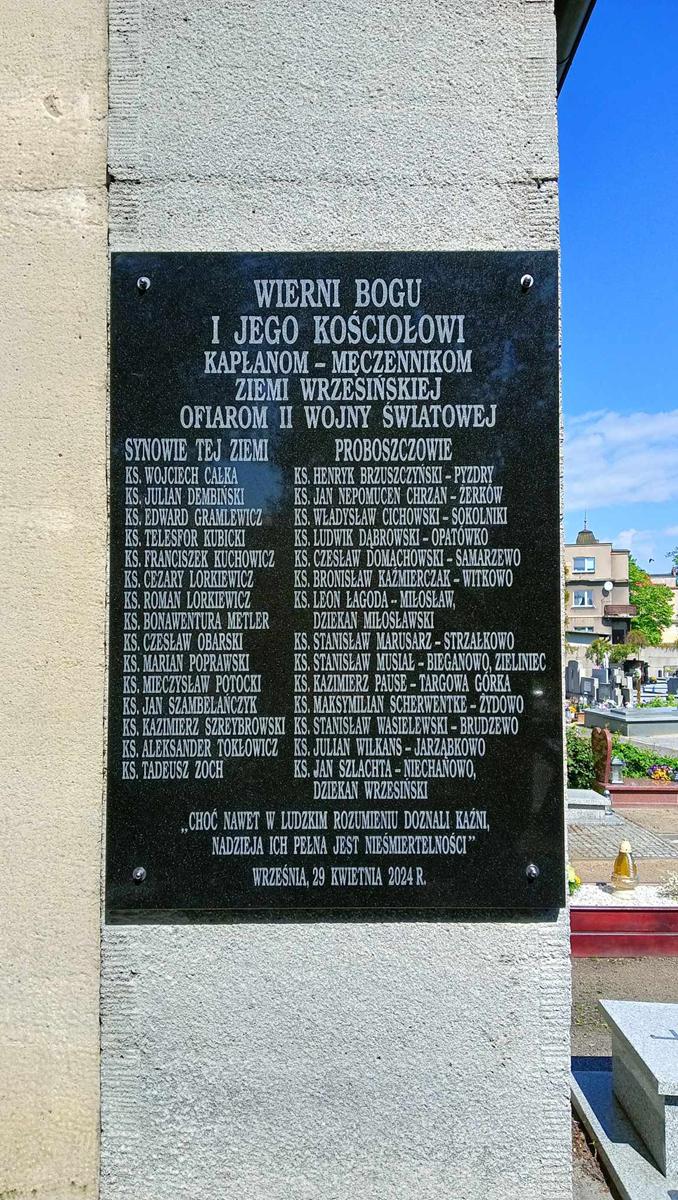 WIERNI BOGU
I JEGO KOŚCIOŁOWI
KAPŁANOM – MĘCZENNIKOM
ZIEMI WRZESIŃSKIEJ
OFIAROM II WOJNY ŚWIATOWEJ
SYNOWIE TEJ ZIEMI
KS. WOJCIECH CAŁKA
KS. JULIAN DEMBIŃSKI
KS. EDWARD GRAMLEWICZ
KS. TELESFOR KUBICKI
KS. FRANCISZEK KUCHOWICZ
KS. CEZARY LORKIEWICZ
KS. ROMAN LORKIEWICZ
KS. BONAWENTURA METLER
KS. CZESŁAW OBARSKI
KS. MARIAN POPRAWSKI
KS. MIECZYSŁAW POTOCKI
KS. JAN SZAMBELAŃCZYK
KS. KAZIMIERZ SZREYBROWSKI
KS. ALEKSANDER TOKŁOWICZ
KS. TADEUSZ ZOCH
PROBOSZCZOWIE
KS. HENRYK BRZUSZCZYŃSKI – PYZDRY
KS. JAN NEPOMUCEN CHRZAN – ŻERKÓW
KS. WŁADYSŁAW CICHOWSKI – SOKOLNIKI
KS. LUDWIK DĄBROWSKI – OPATÓWKO
KS. CZESŁAW DOMACHOWSKI – SAMARZEWO
KS. BRONISŁAW KAŹMIERCZAK – WITKOWO
KS. LEON ŁAGODA – MIŁOSŁAW,
DZIEKAN MIŁOSŁAWSKI
KS. STANISŁAW MARUSARZ – STRZAŁKOWO
KS. STANISŁAW MUSIAŁ – BIEGANOWO, ZIELINIEC
KS. KAZIMIERZ PAUSE – TARGOWA GÓRKA
KS. MAKSYMILIAN SCHERWENTKE – ŻYDOWO
KS. STANISŁAW WASIELEWSKI – BRUDZEWO
KS. JULIAN WILKANS – JARZĄBKOWO
KS. JAN SZLACHTA – NIECHANOWO,
DZIEKAN WRZESIŃSKI
„CHOĆ NAWET W LUDZKIM ROZUMIENIU DOZNALI KAŹNI,
NADZIEJA ICH PEŁNA JEST NIEŚMIERTELNOŚCI”
WRZEŚNIA, 29 KWIETNIA 2024 R.